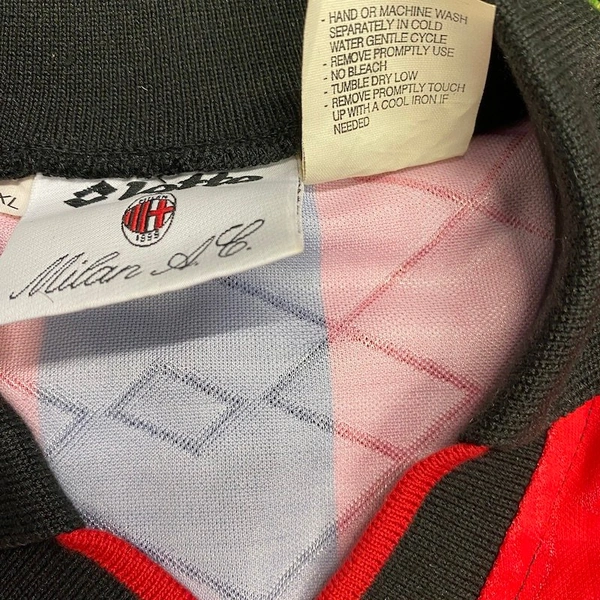 - HAND OR MACHINE WASH
SEPARATELY IN COLD
WATER GENTLE CYCLE
- REMOVE PROMPTLY USE
- NO BLEACH
- TUMBLE DRY LOW
- REMOVE PROMPTLY TOUCH
UP WITH A COOL IRON IF
NEEDED
XL
lotto
MILAN
1899
Milan A.C.